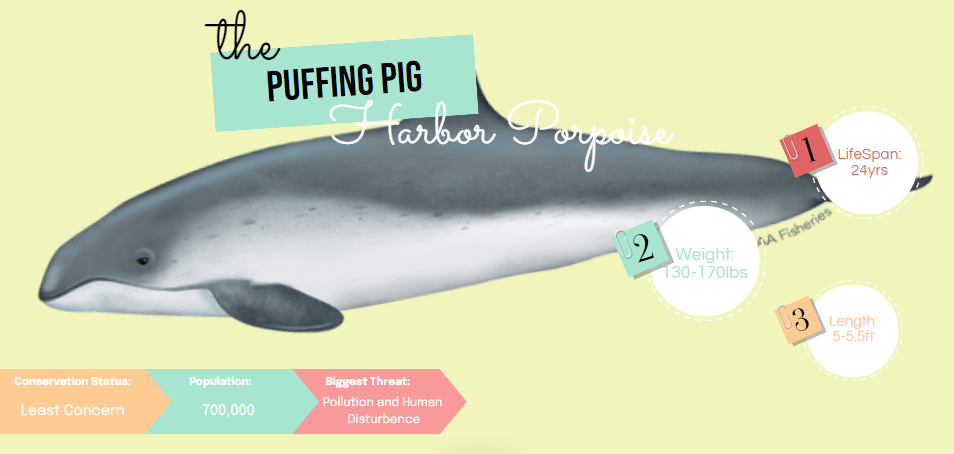 the
PUFFING PIG
Harbor Porpoise
1
LifeSpan:
24yrs
2
Weight:
130-170lbs
Fisheries
3
Length:
5-5.5ft
Conservation Status:
Least Concern
Population:
700,000
Biggest Threat:
Pollution and Human
Disturbence